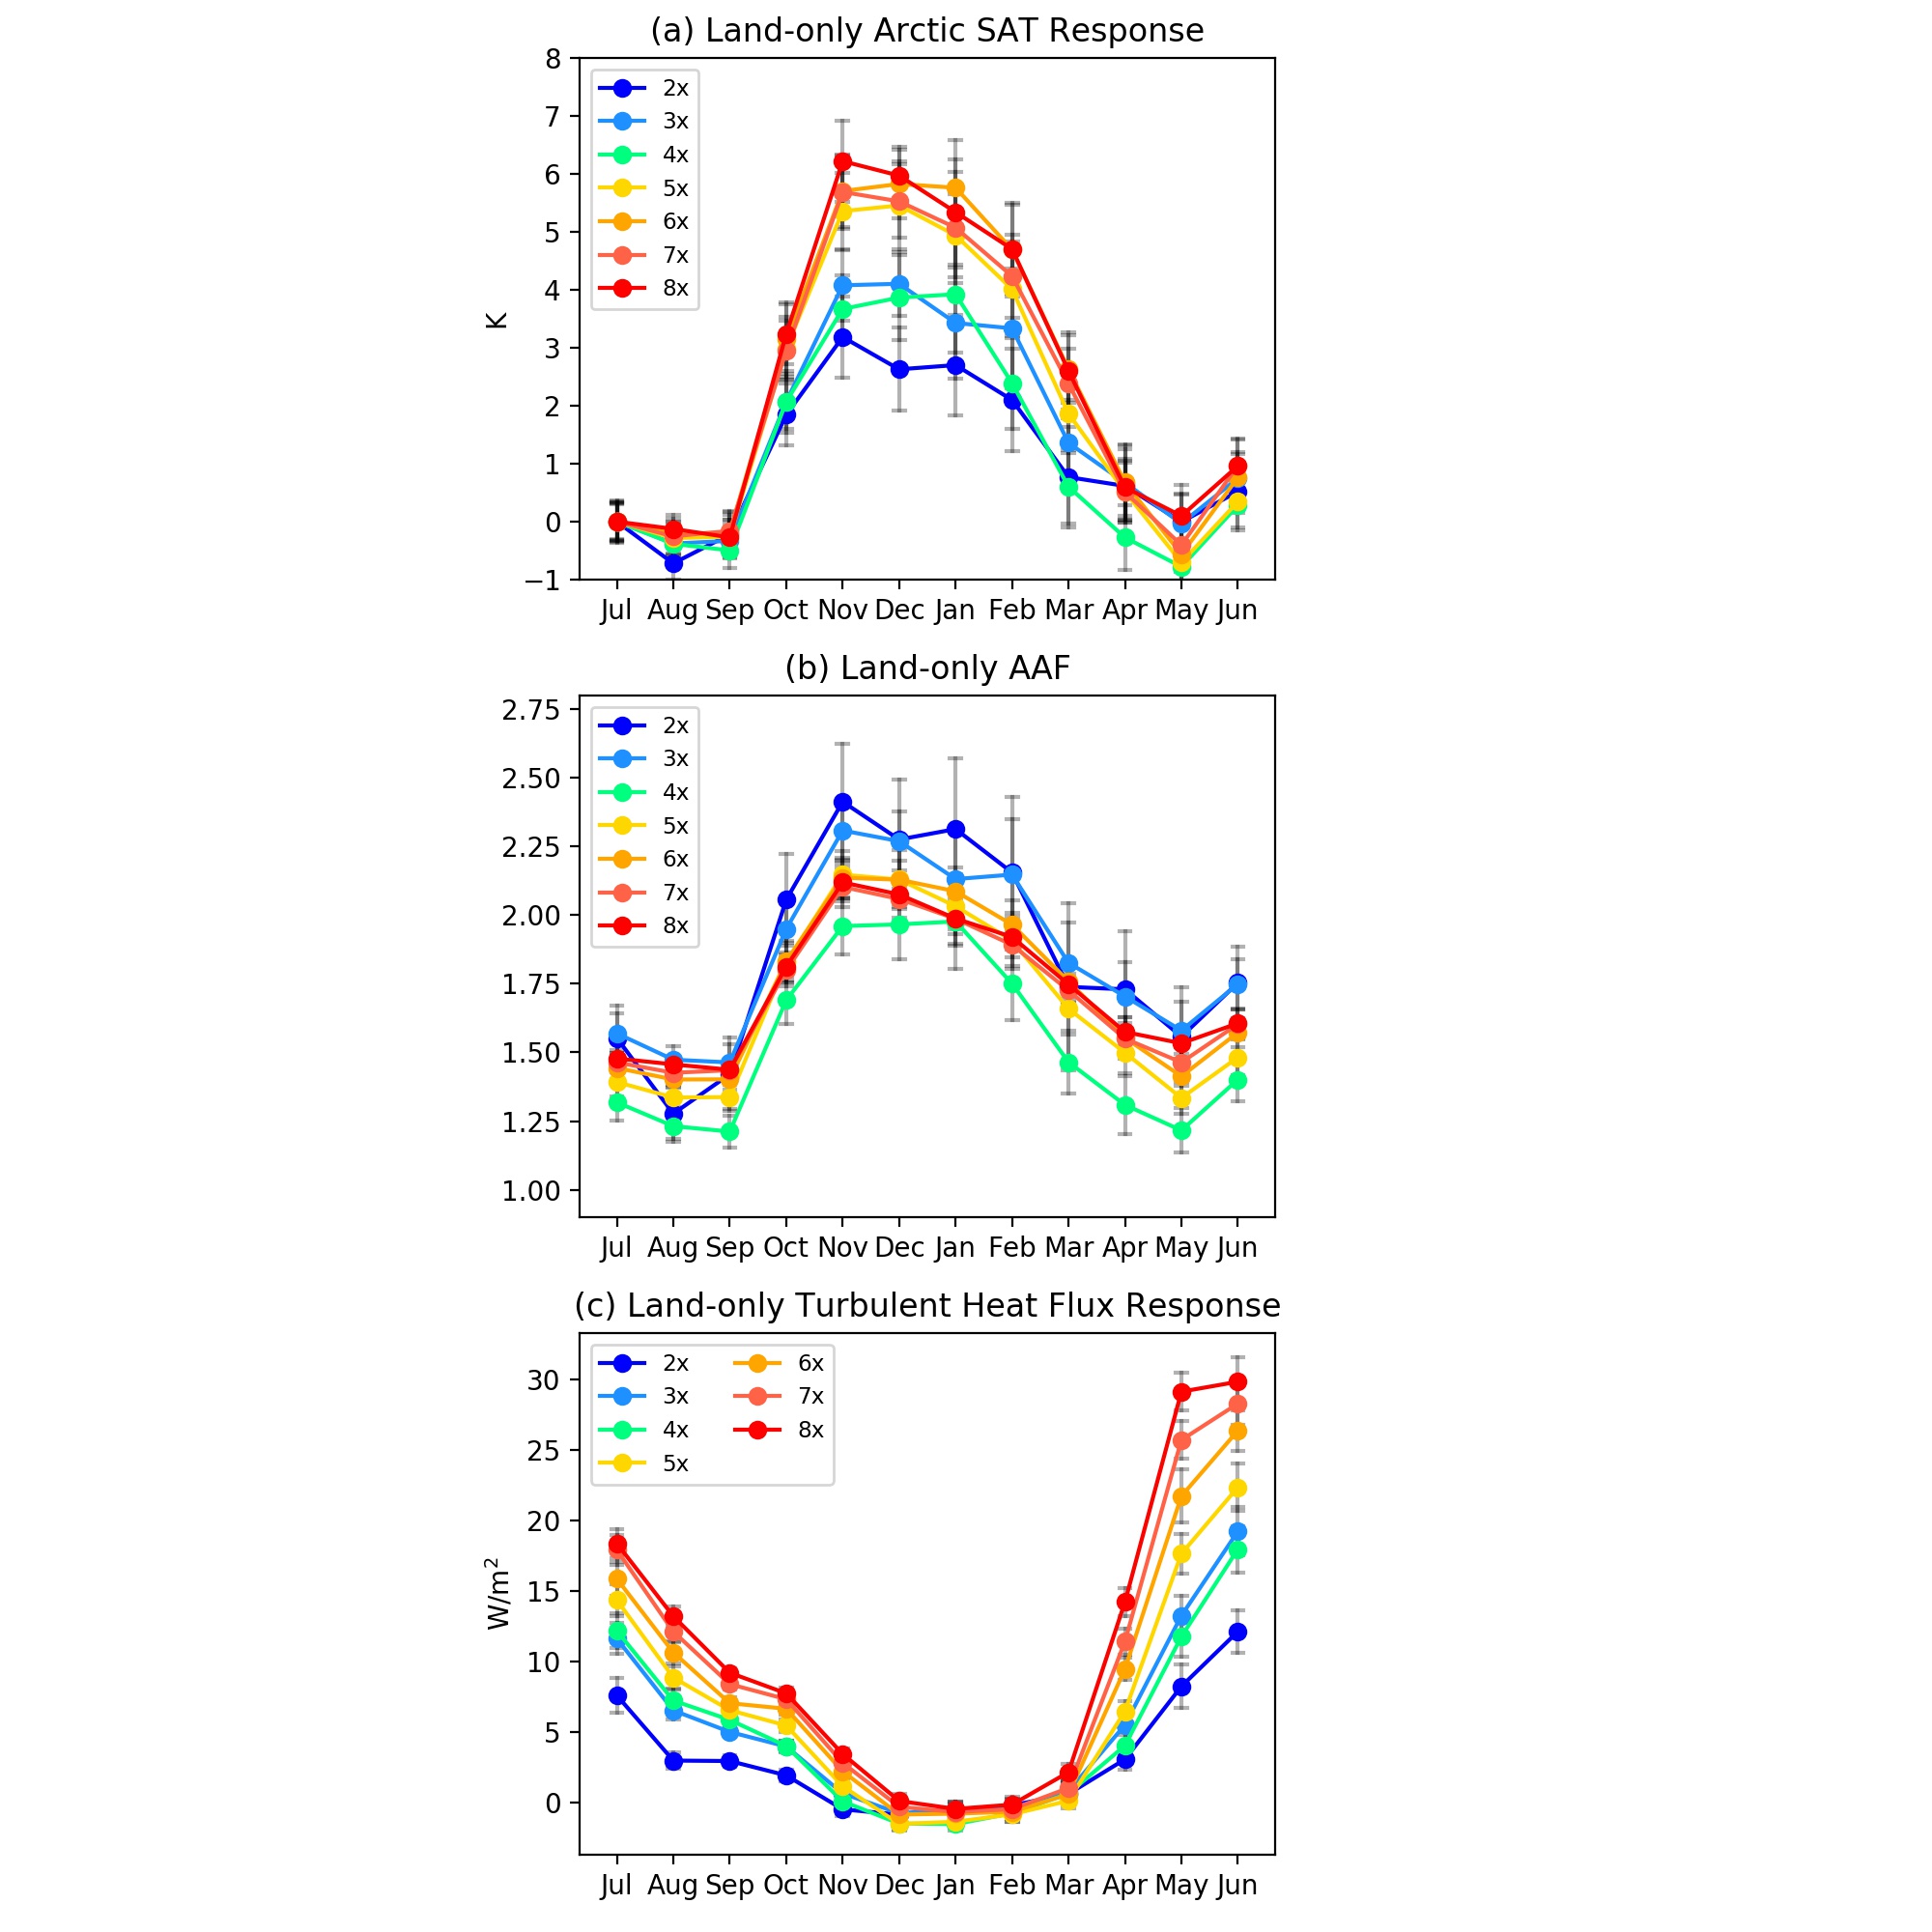 (a) Land-only Arctic SAT Response
8
7
6
5
4
3
2
1
0
−1
K
2x
3x
4x
5x
6x
7x
8x
Jul Aug Sep Oct Nov Dec Jan Feb Mar Apr May Jun
(b) Land-only AAF
2.75
2.50
2.25
2.00
1.75
1.50
1.25
1.00
2x
3x
4x
5x
6x
7x
8x
Jul Aug Sep Oct Nov Dec Jan Feb Mar Apr May Jun
(c) Land-only Turbulent Heat Flux Response
30
25
20
15
10
5
0
W/m²
2x 6x
3x 7x
4x 8x
5x
Jul Aug Sep Oct Nov Dec Jan Feb Mar Apr May Jun